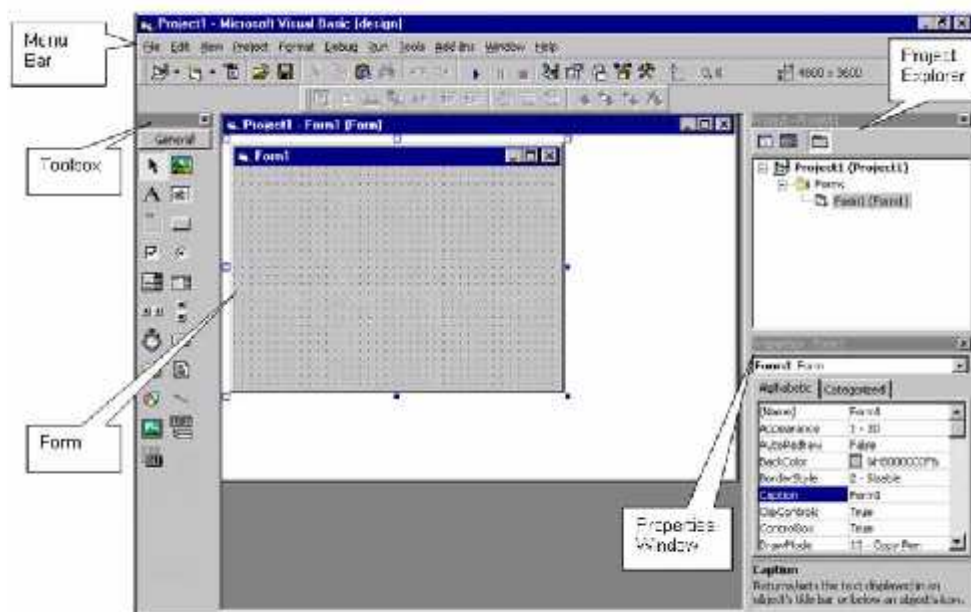 Project1 - Microsoft Visual Basic [design]
File Edit View Project Format Debug Run Tools Add-Ins Window Help
0, 0
4800 x 3600
Menu
Bar
Project
Explorer
Toolbox
General
Project1 - Form1 (Form)
Form1
Project1 (Project1)
Forms
Form1 (Form1)
Form
Properties
Window
Form1 Form
Alphabetic Categorized
(Name) Form1
Appearance 1 - 3D
AutoRedraw False
BackColor
BorderStyle 2 - Sizable
Caption Form1
ClipControls True
ControlBox True
DrawMode 13 - Copy Pen
Caption
Returns/sets the text displayed in an
object's title bar or below an object's icon.